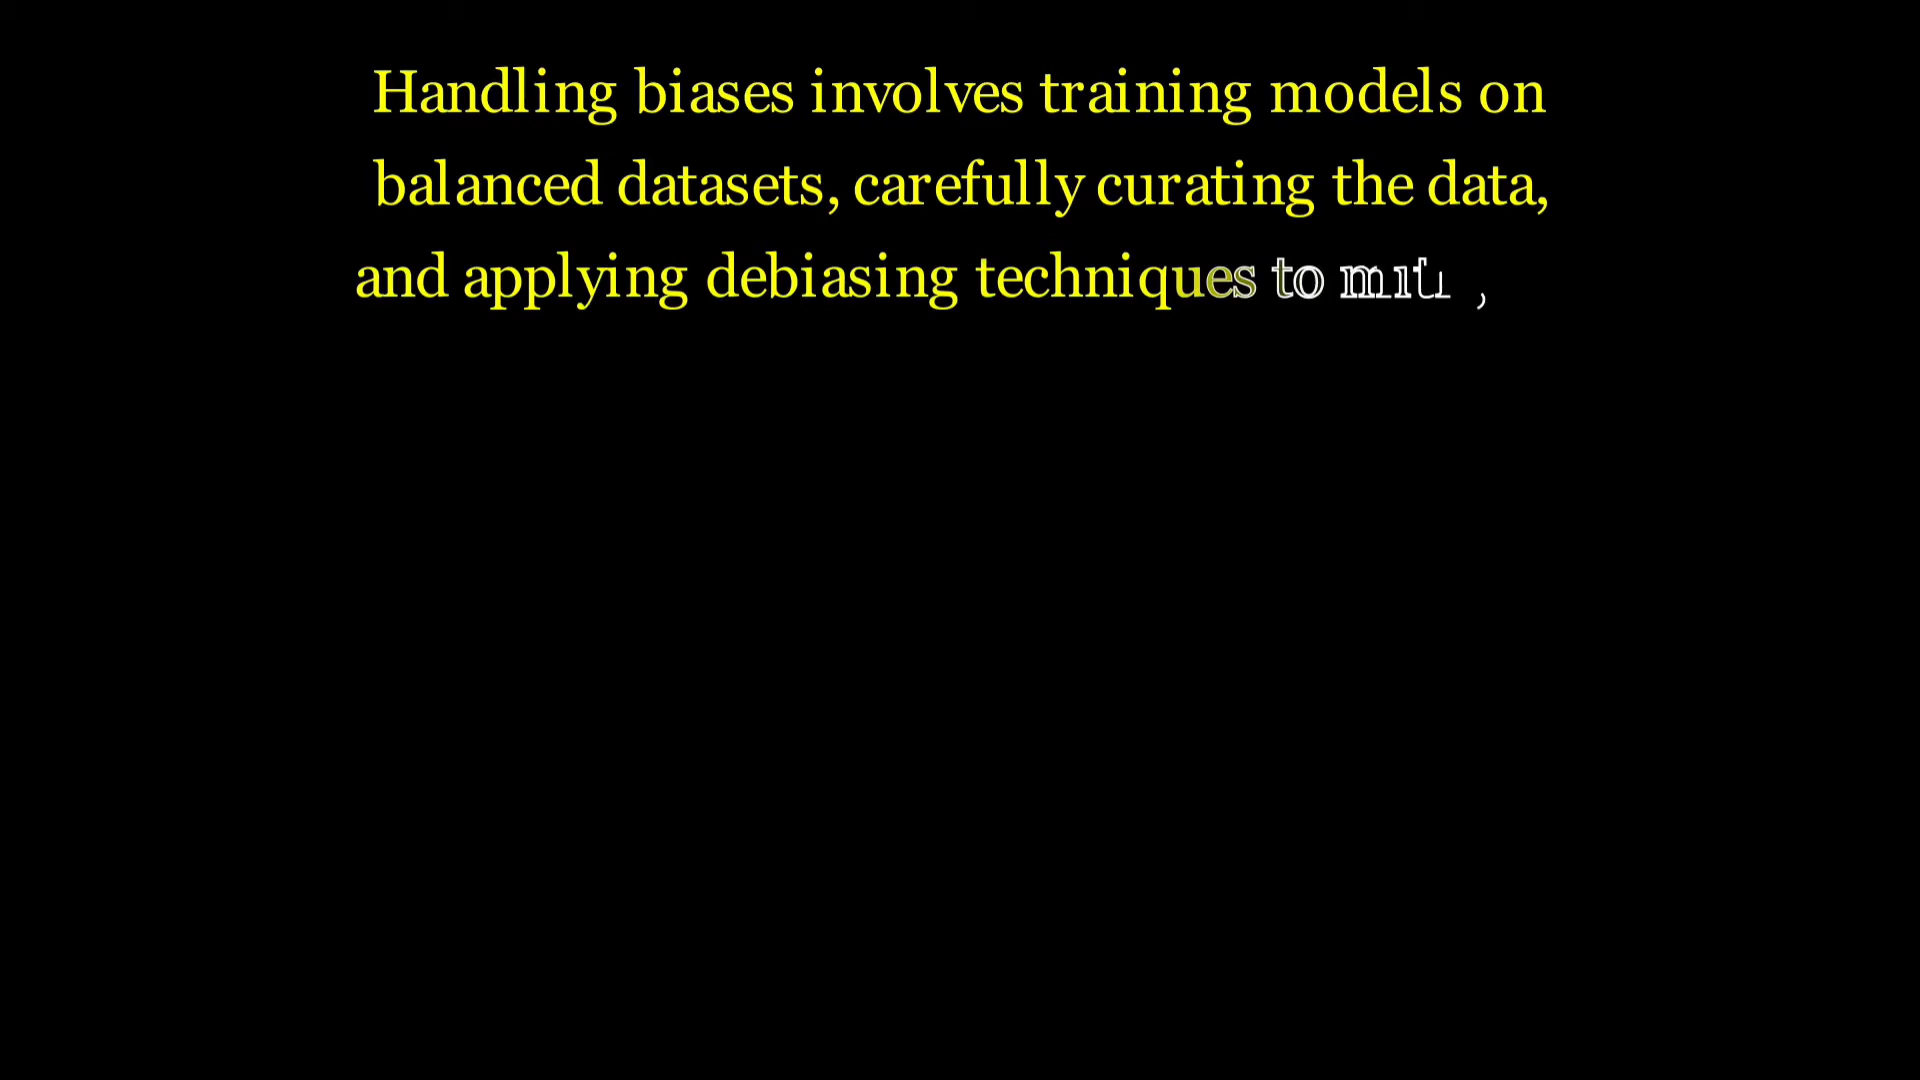 Handling biases involves training models on
balanced datasets, carefully curating the data,
and applying debiasing techniques to